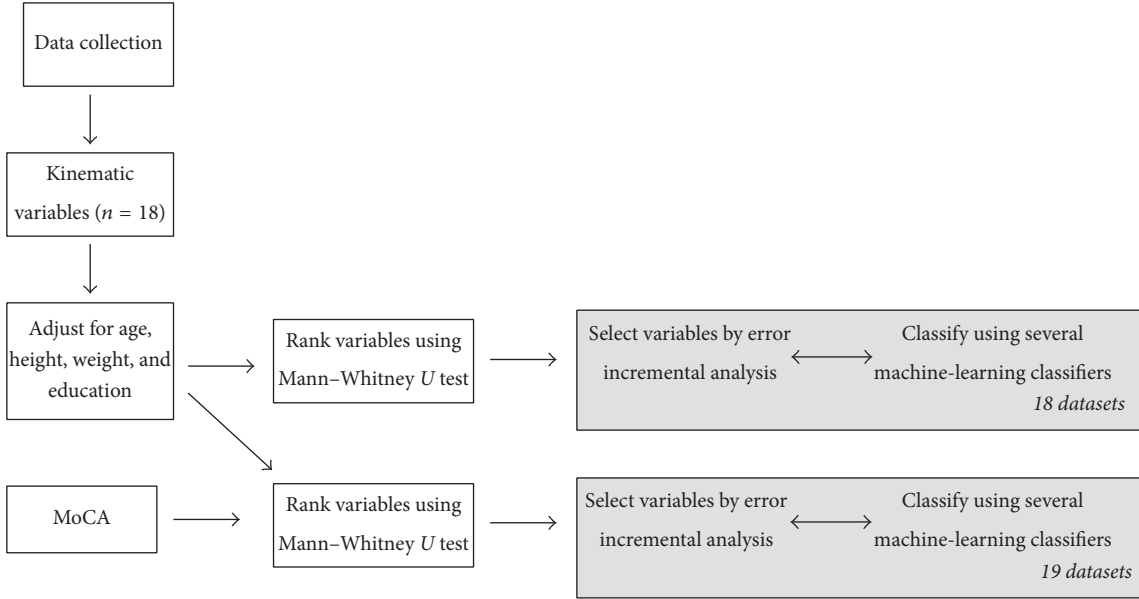 Data collection
Kinematic
variables (n = 18)
Adjust for age,
height, weight, and
education
Rank variables using
Mann–Whitney U test
Select variables by error
incremental analysis
Classify using several
machine-learning classifiers
18 datasets
MoCA
Rank variables using
Mann–Whitney U test
Select variables by error
incremental analysis
Classify using several
machine-learning classifiers
19 datasets